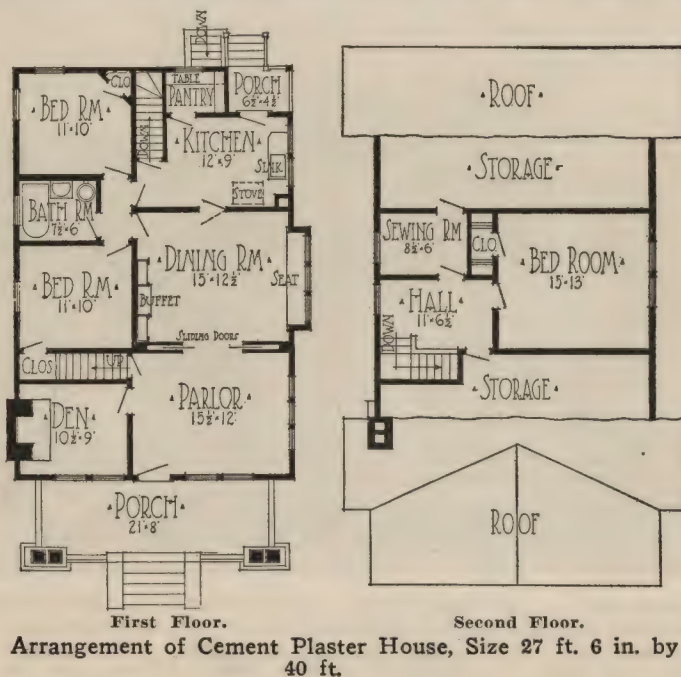 DOWN
TABLE
PANTRY
PORCH
6½'×4½'
CLO.
BED RM
11'×10'
DOWN
KITCHEN
12'×9'
SINK
STOVE
BATH RM
7½'×6'
DINING RM
15'×12½'
SEAT
BED RM
11'×10'
BUFFET
SLIDING DOORS
CLOS.
UP
DEN
10½'×9'
PARLOR
15½'×12'
PORCH
21'×8'
First Floor.
ROOF
STORAGE
SEWING RM
8½'×6'
CLO.
BED ROOM
15'×13'
HALL
11'×6½'
DOWN
STORAGE
ROOF
Second Floor.
Arrangement of Cement Plaster House, Size 27 ft. 6 in. by
40 ft.